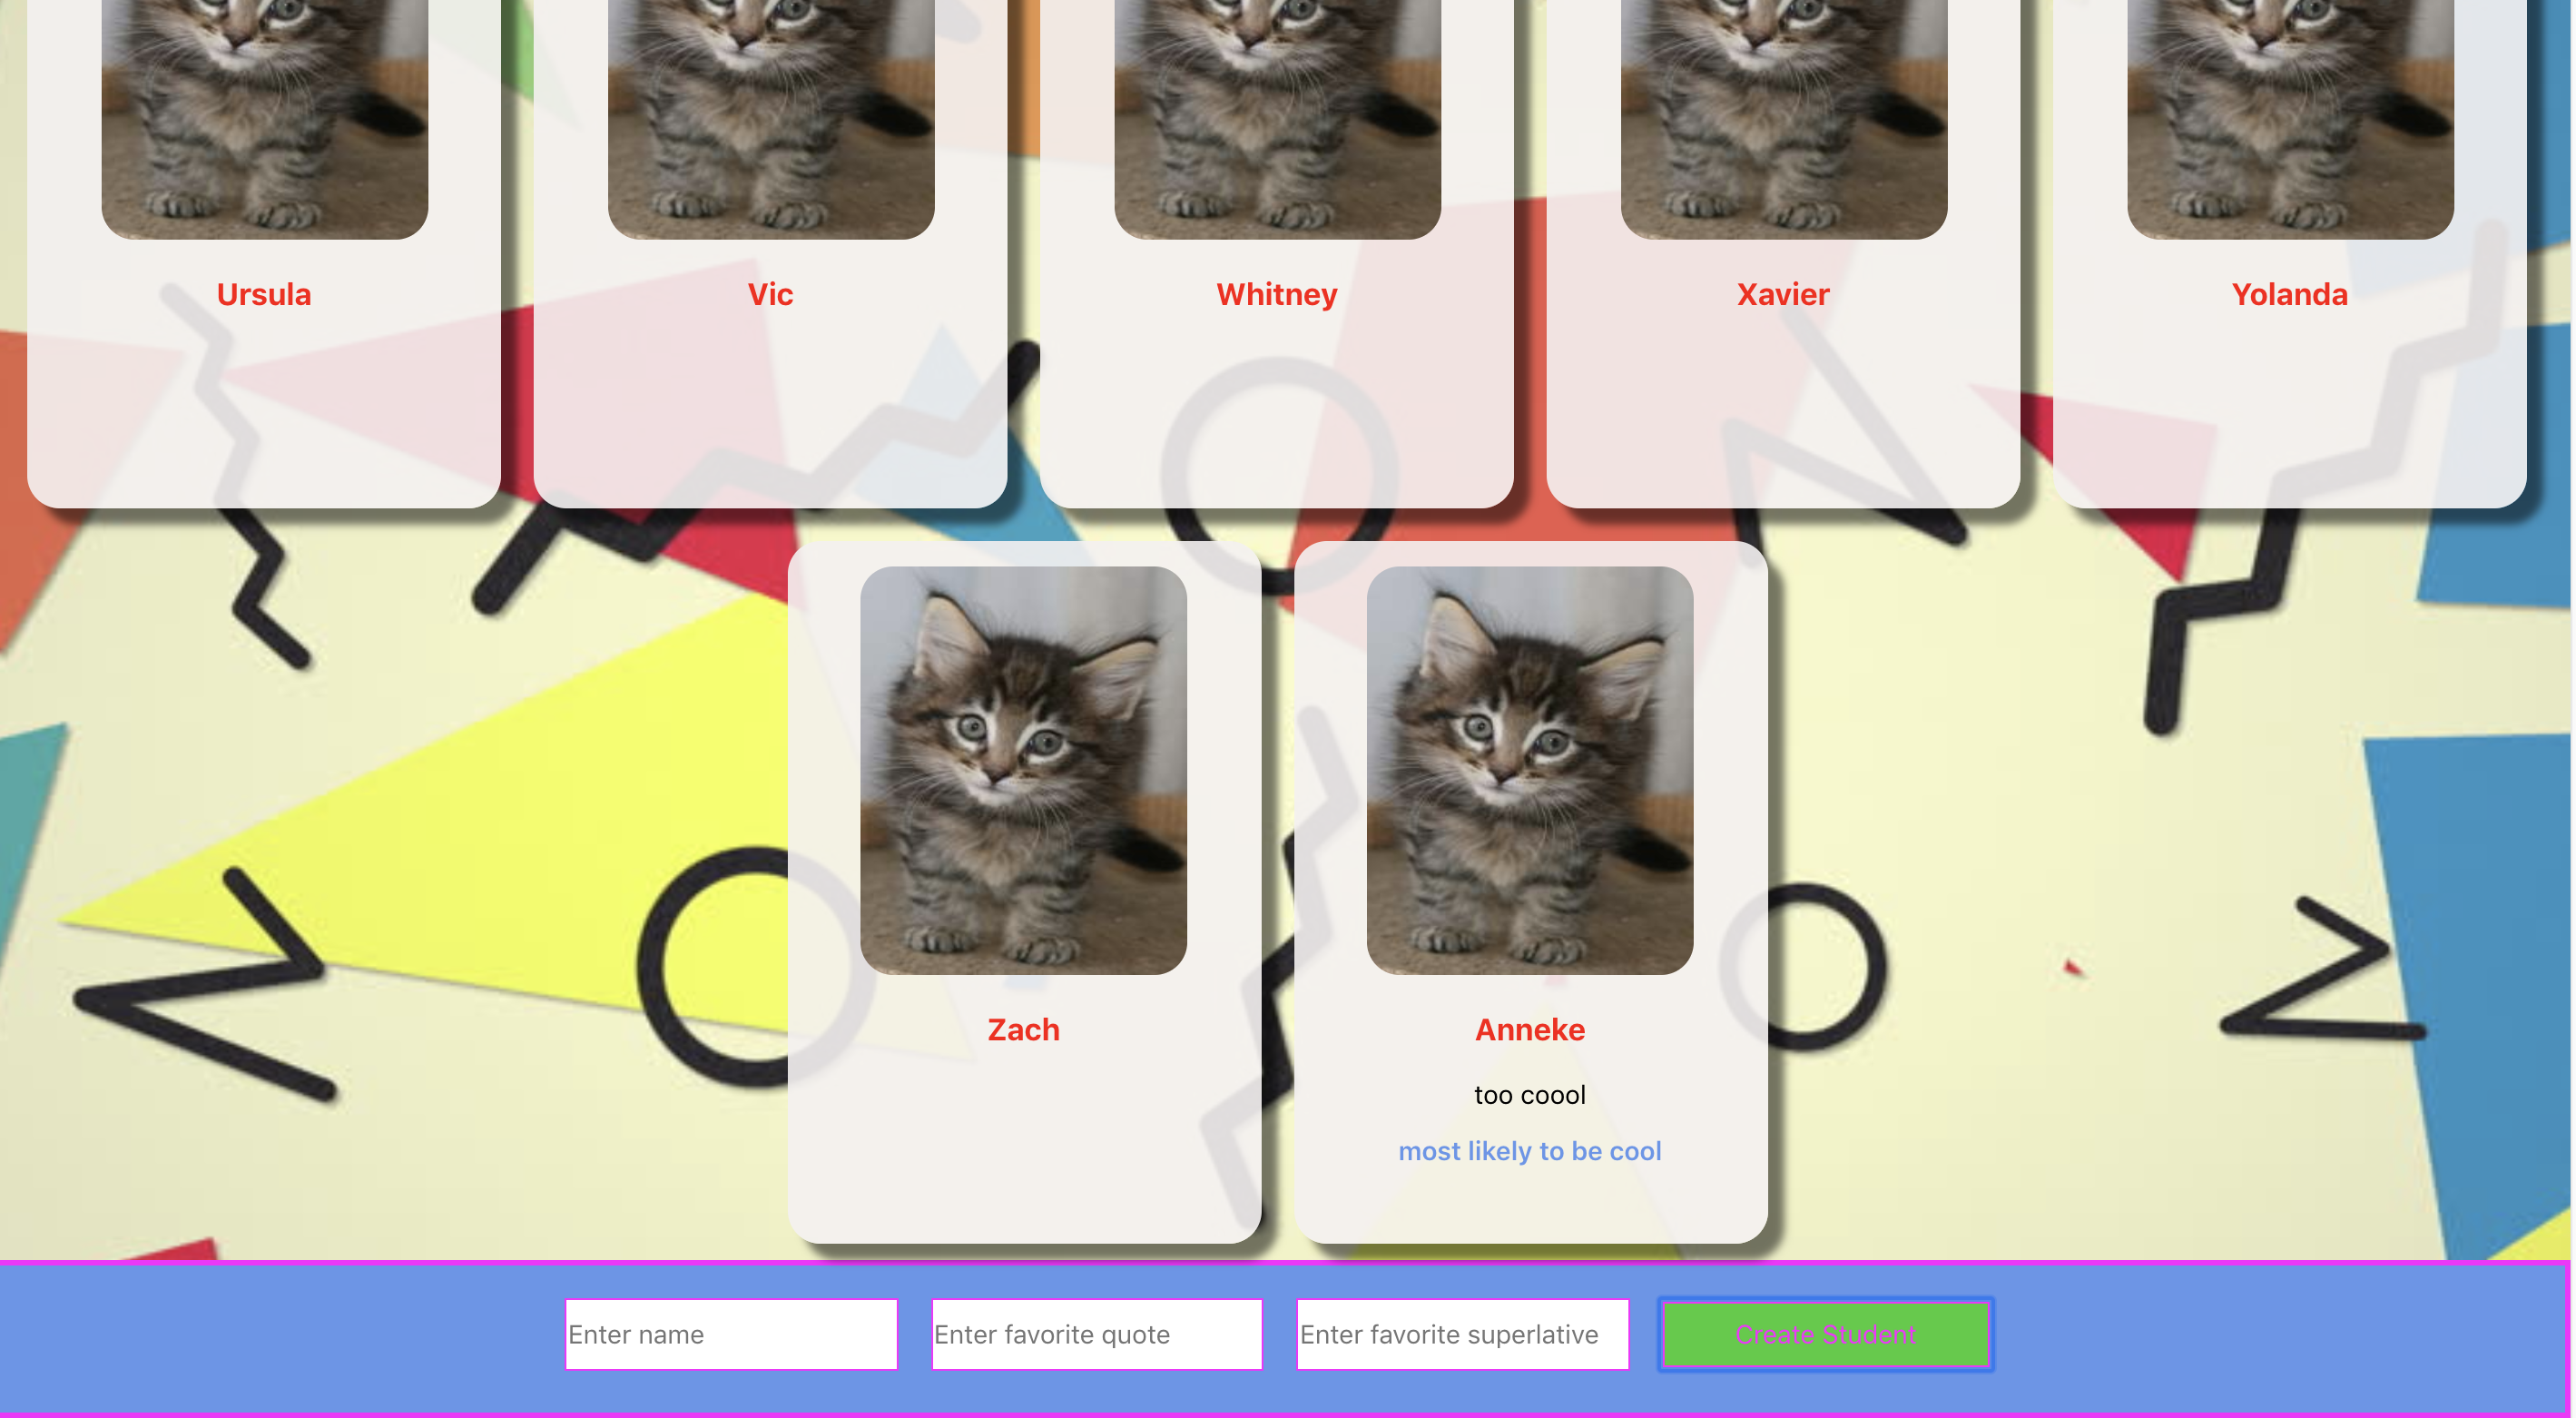 Ursula
Vic
Whitney
Xavier
Yolanda
Zach
Anneke
too coool
most likely to be cool
Enter name
Enter favorite quote
Enter favorite superlative
Create Student